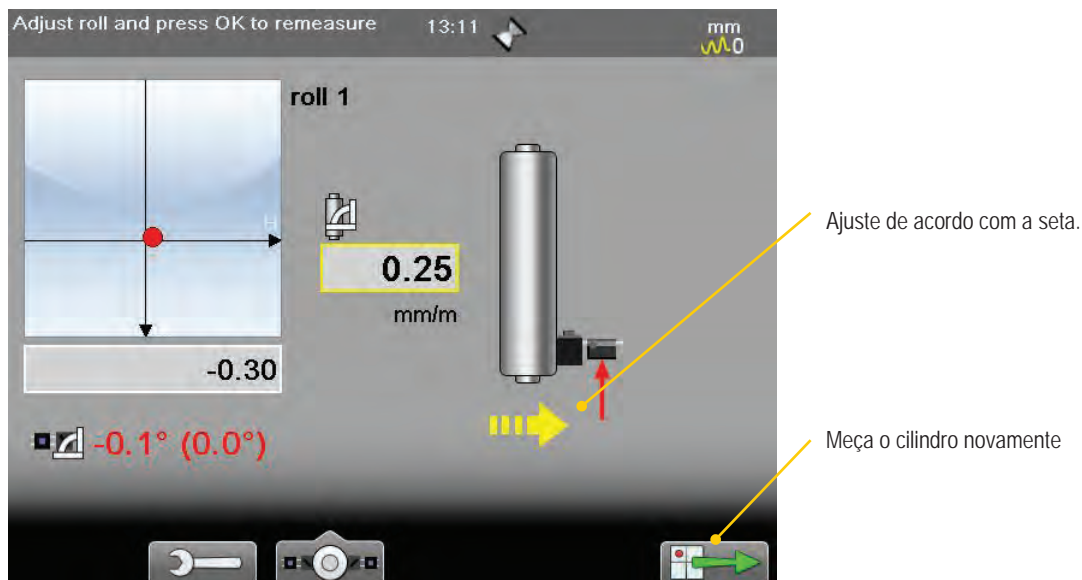 Adjust roll and press OK to remeasure 13:11 mm
0
roll 1
H
0.25
mm/m
-0.30
-0.1° (0.0°)
Ajuste de acordo com a seta.
Meça o cilindro novamente